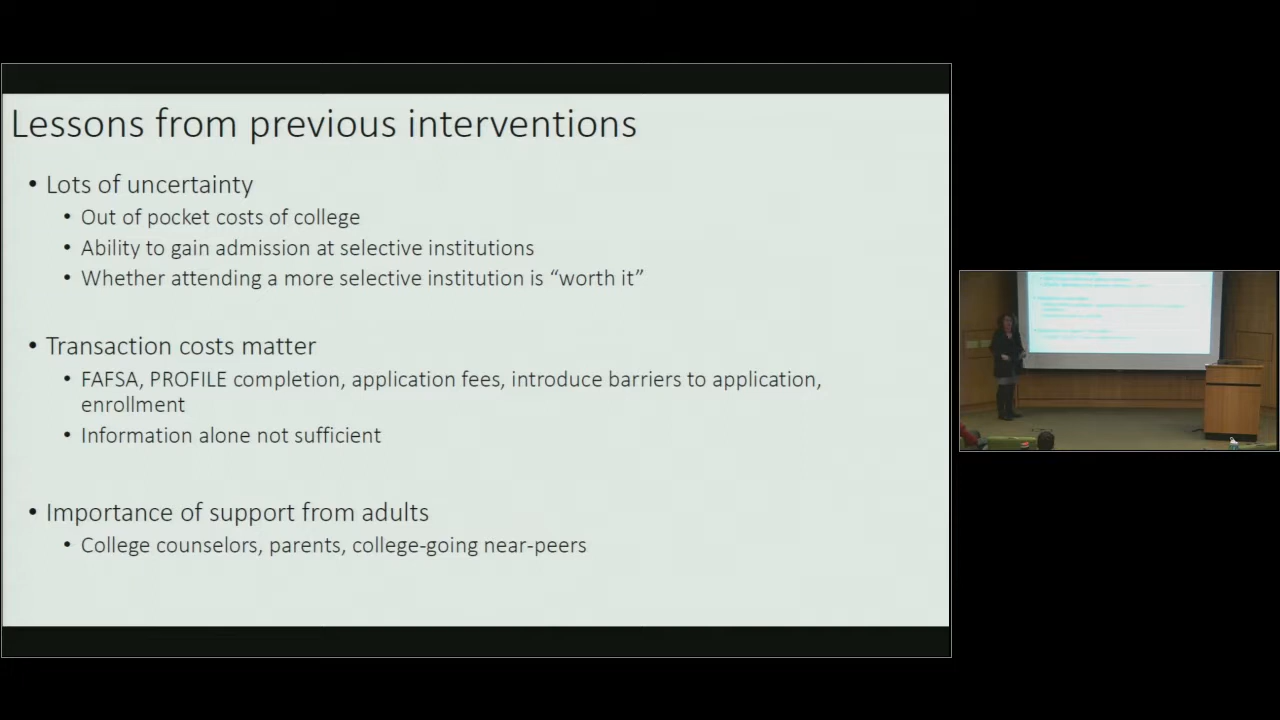 Lessons from previous interventions
• Lots of uncertainty
• Out of pocket costs of college
• Ability to gain admission at selective institutions
• Whether attending a more selective institution is “worth it”
• Transaction costs matter
• FAFSA, PROFILE completion, application fees, introduce barriers to application,
enrollment
• Information alone not sufficient
• Importance of support from adults
• College counselors, parents, college-going near-peers